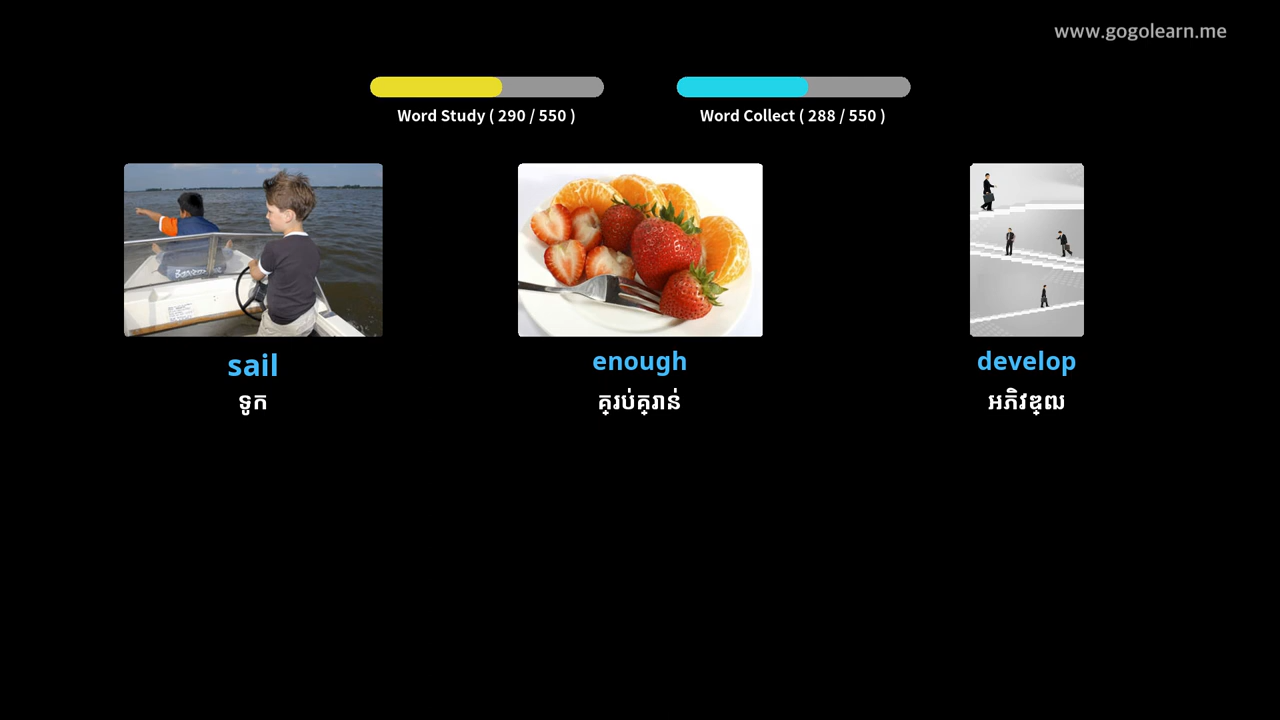 www.gogolearn.me
Word Study ( 290 / 550 )
Word Collect ( 288 / 550 )
sail
enough
develop
ទូក
គ្រប់គ្រាន់
អភិវឌ្ឍ